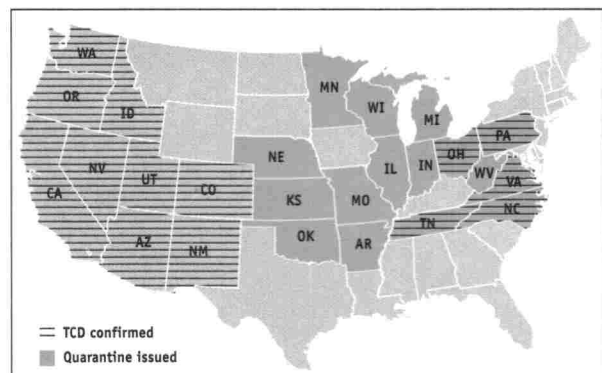 WA
OR
ID
MN
WI
MI
NE
PA
OH
NV
UT
CO
IL
IN
WV
VA
CA
KS
MO
NC
TN
AZ
NM
OK
AR
TCD confirmed
Quarantine issued